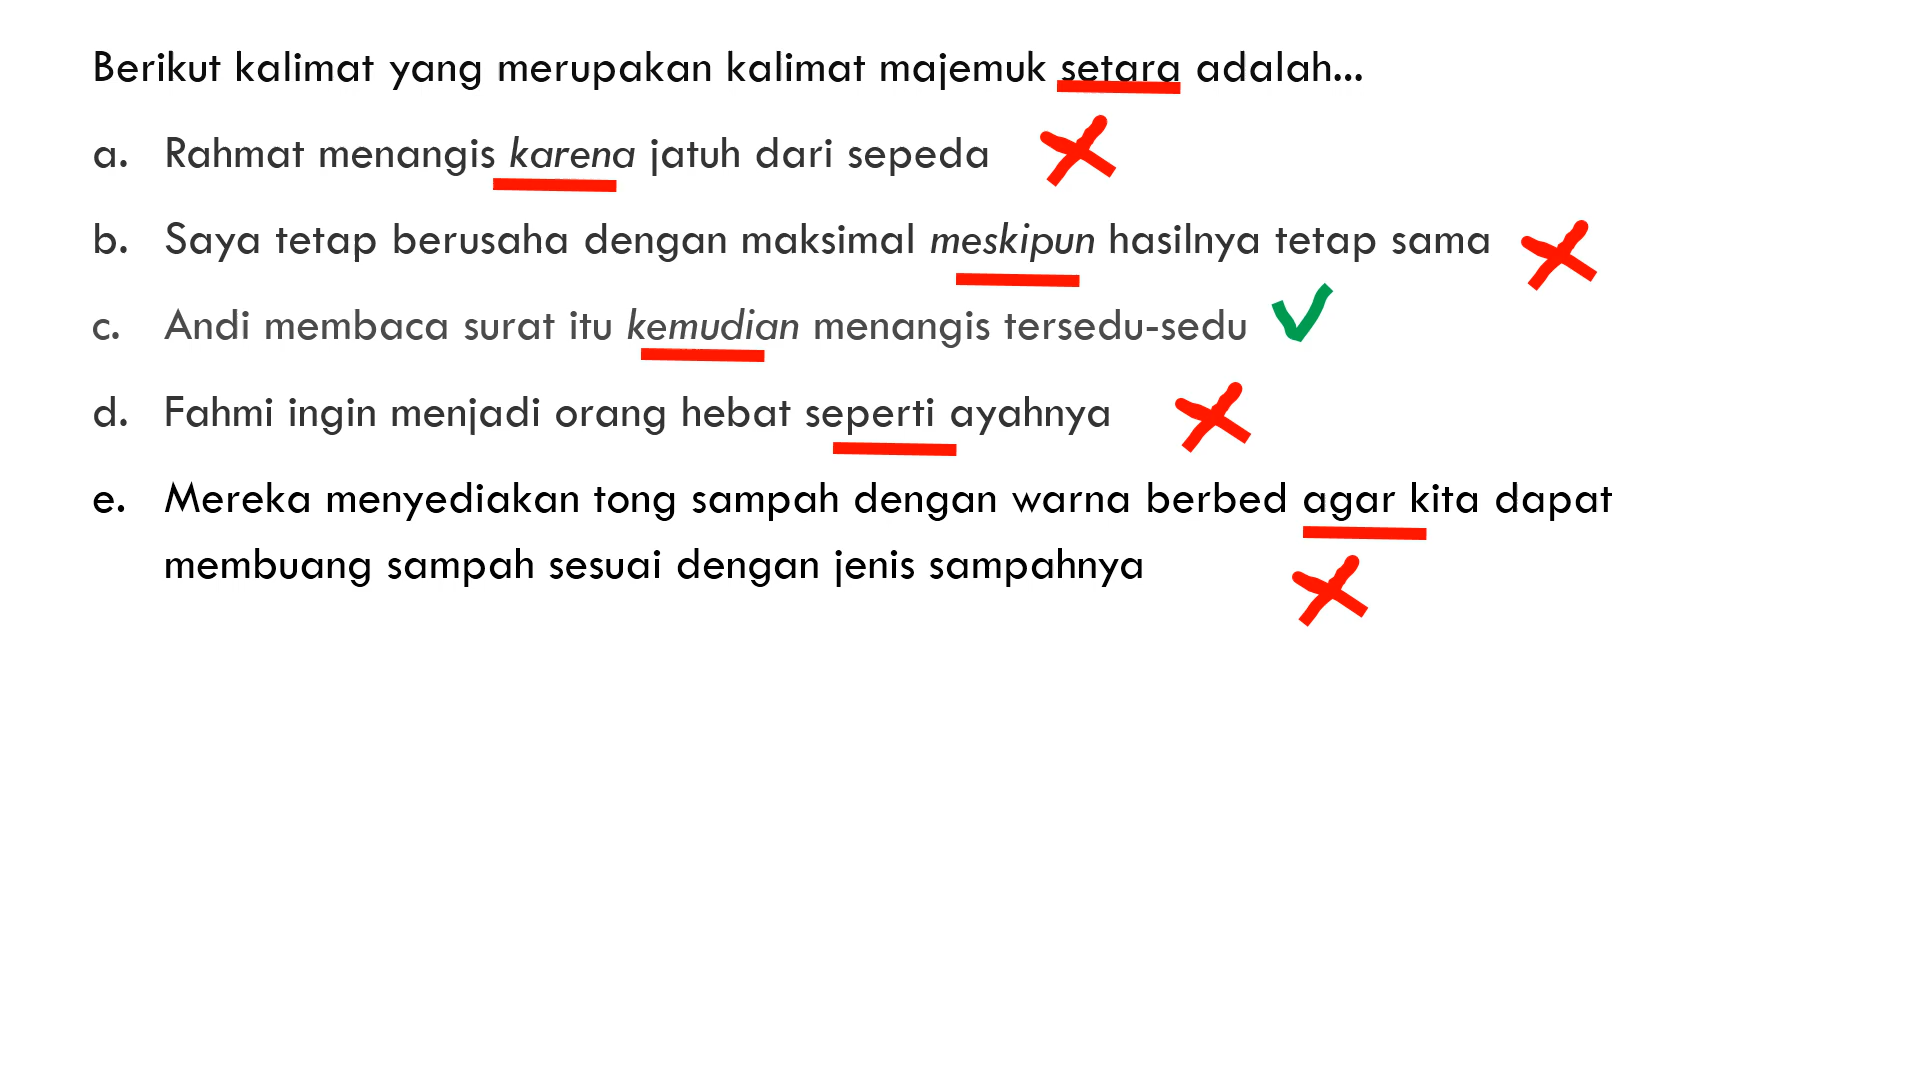 Berikut kalimat yang merupakan kalimat majemuk setara adalah...
a. Rahmat menangis karena jatuh dari sepeda
b. Saya tetap berusaha dengan maksimal meskipun hasilnya tetap sama
c. Andi membaca surat itu kemudian menangis tersedu-sedu
d. Fahmi ingin menjadi orang hebat seperti ayahnya
e. Mereka menyediakan tong sampah dengan warna berbed agar kita dapat
membuang sampah sesuai dengan jenis sampahnya